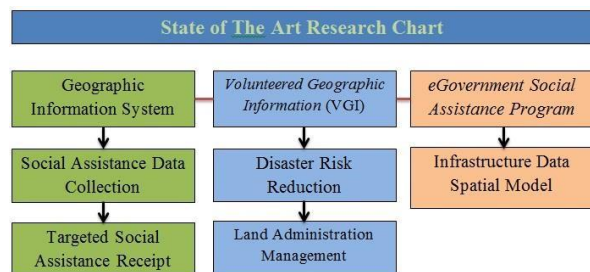 State of The Art Research Chart
Geographic
Information System
Volunteered Geographic
Information (VGI)
eGovernment Social
Assistance Program
Social Assistance Data
Collection
Disaster Risk
Reduction
Infrastructure Data
Spatial Model
Targeted Social
Assistance Receipt
Land Administration
Management